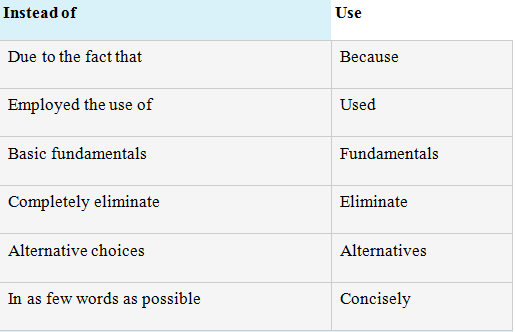 Instead of Use
Due to the fact that Because
Employed the use of Used
Basic fundamentals Fundamentals
Completely eliminate Eliminate
Alternative choices Alternatives
In as few words as possible Concisely